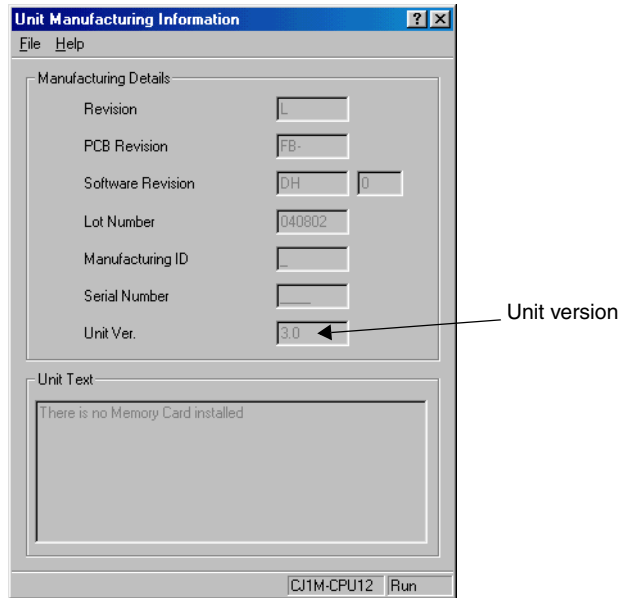 Unit Manufacturing Information
File Help
Manufacturing Details
Revision L
PCB Revision FB-
Software Revision DH 0
Lot Number 040802
Manufacturing ID _
Serial Number ____
Unit Ver. 3.0
Unit version
Unit Text
There is no Memory Card installed
CJ1M-CPU12 Run